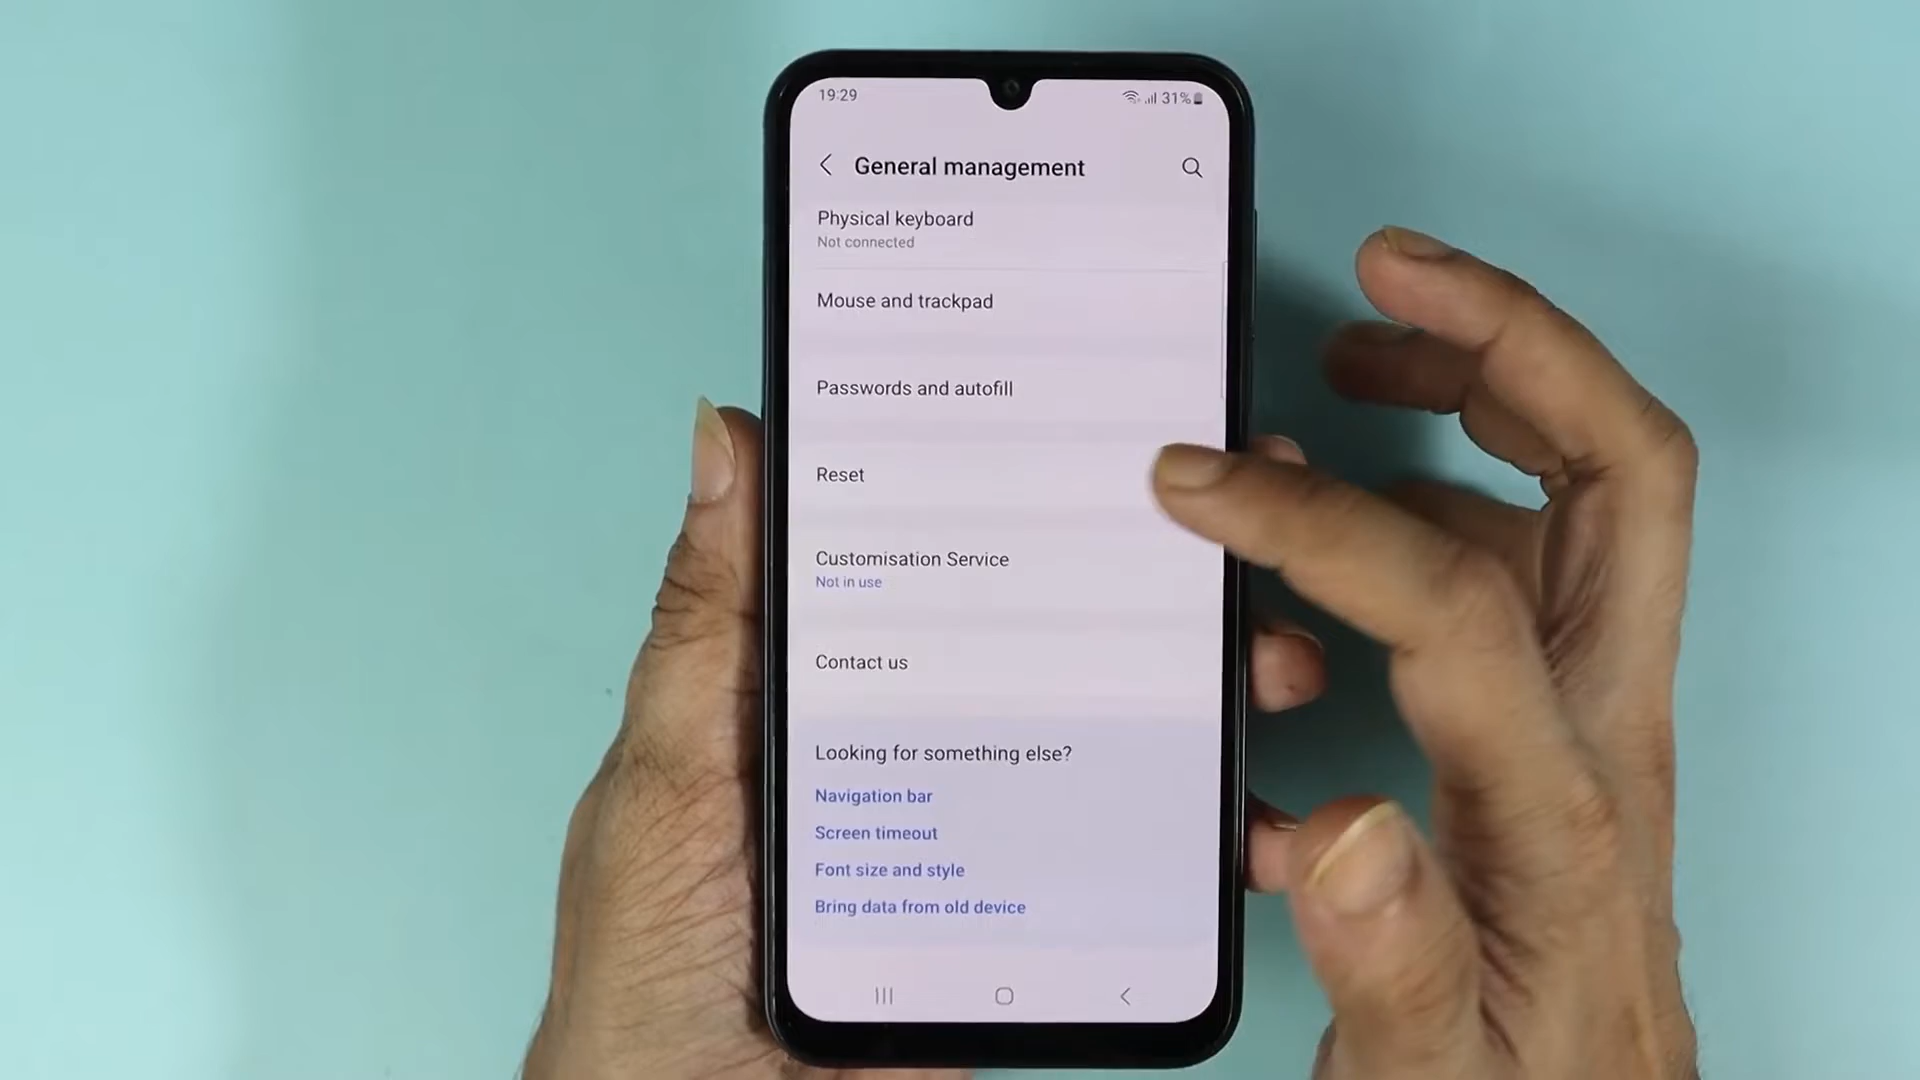 19:29
31%
General management
Physical keyboard
Not connected
Mouse and trackpad
Passwords and autofill
Reset
Customisation Service
Not in use
Contact us
Looking for something else?
Navigation bar
Screen timeout
Font size and style
Bring data from old device